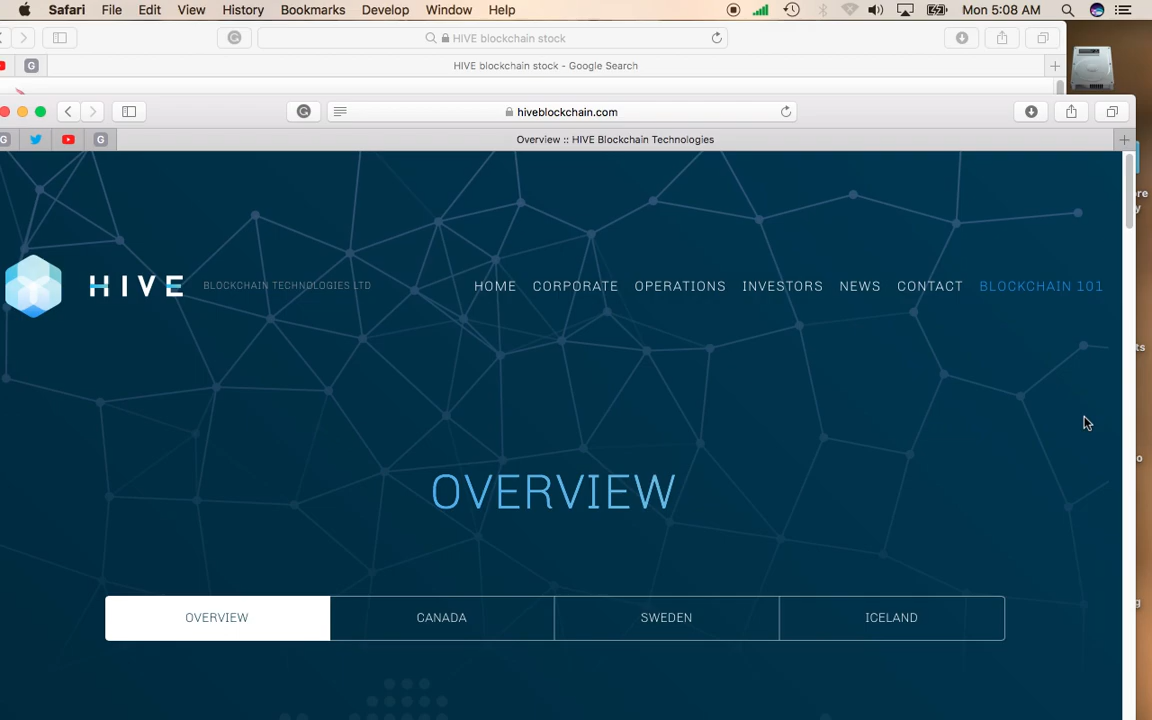 Safari File Edit View History Bookmarks Develop Window Help Mon 5:08 AM
HIVE blockchain stock
G HIVE blockchain stock - Google Search
hiveblockchain.com
G G Overview :: HIVE Blockchain Technologies
HIVE BLOCKCHAIN TECHNOLOGIES LTD HOME CORPORATE OPERATIONS INVESTORS NEWS CONTACT BLOCKCHAIN 101
OVERVIEW
OVERVIEW CANADA SWEDEN ICELAND